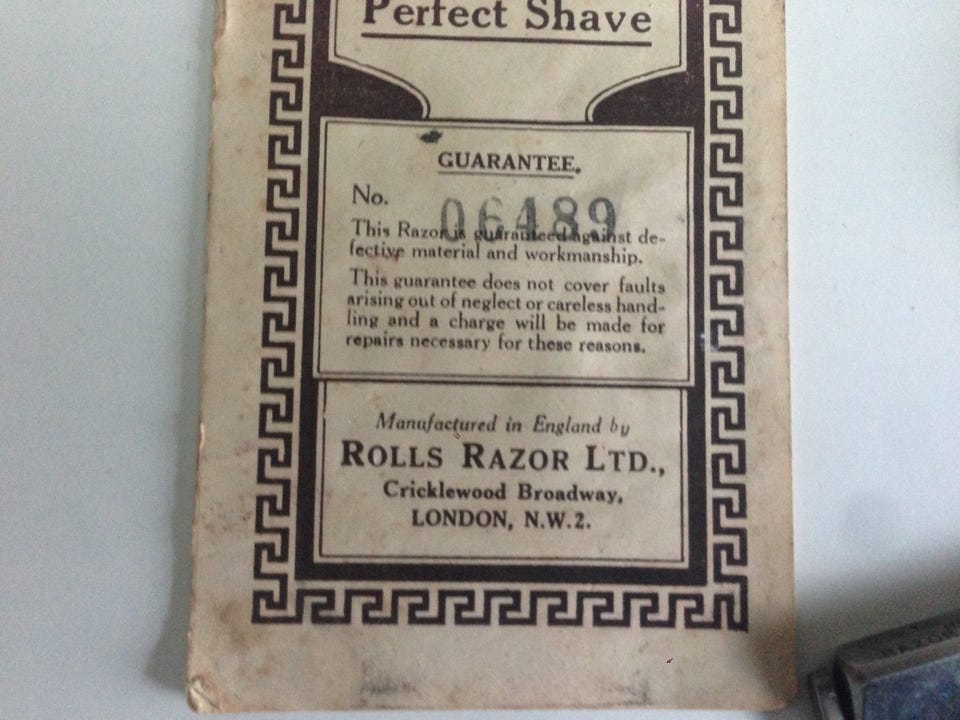 Perfect Shave
GUARANTEE.
No. 06489
This Razor is guaranteed against de-
fective material and workmanship.
This guarantee does not cover faults
arising out of neglect or careless hand-
ling and a charge will be made for
repairs necessary for these reasons.
Manufactured in England by
ROLLS RAZOR LTD.,
Cricklewood Broadway,
LONDON, N.W.2.